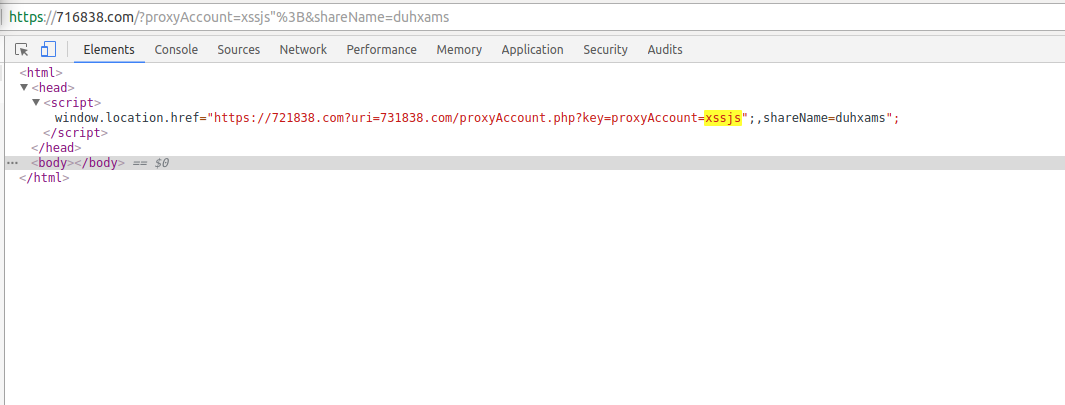 https://716838.com/?proxyAccount=xssjs"%3B&shareName=duhxams
Elements Console Sources Network Performance Memory Application Security Audits
<html>
<head>
<script>
window.location.href="https://721838.com?uri=731838.com/proxyAccount.php?key=proxyAccount=xssjs";,shareName=duhxams";
</script>
</head>
… <body></body> == $0
</html>